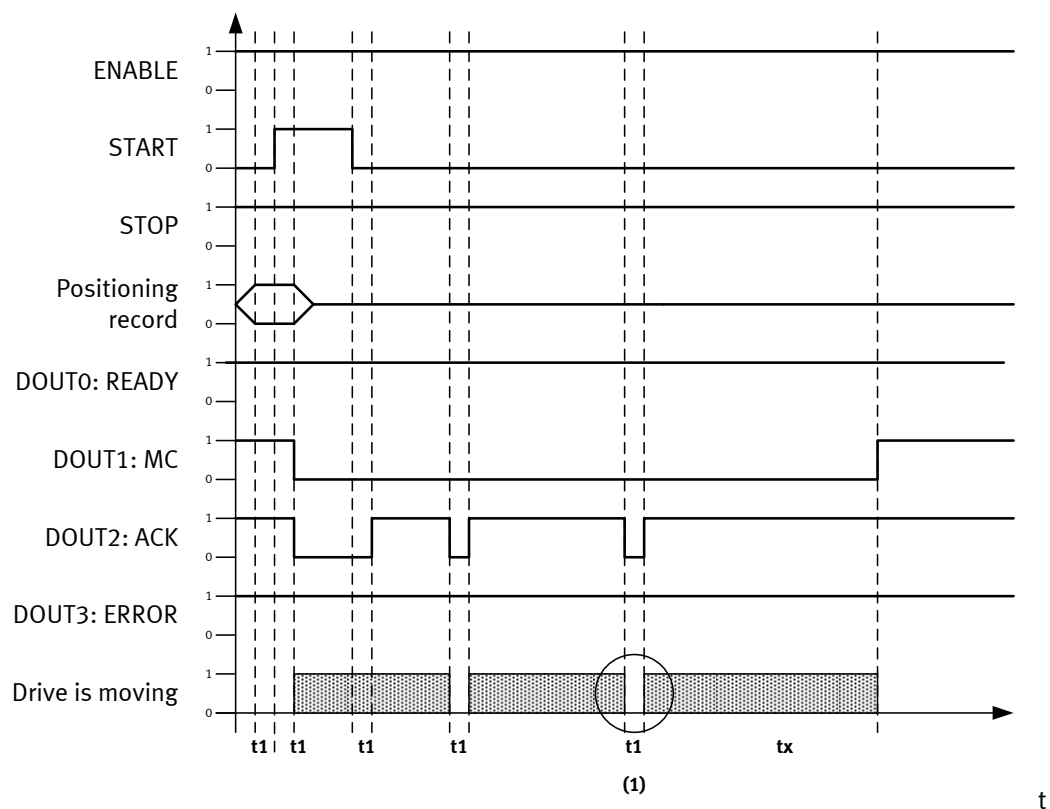 1
ENABLE
0
1
START
0
1
STOP
0
1
Positioning
record
0
1
DOUT0: READY
0
1
DOUT1: MC
0
1
DOUT2: ACK
0
1
DOUT3: ERROR
0
1
Drive is moving
0
t1 t1 t1 t1 t1 tx
(1)
t